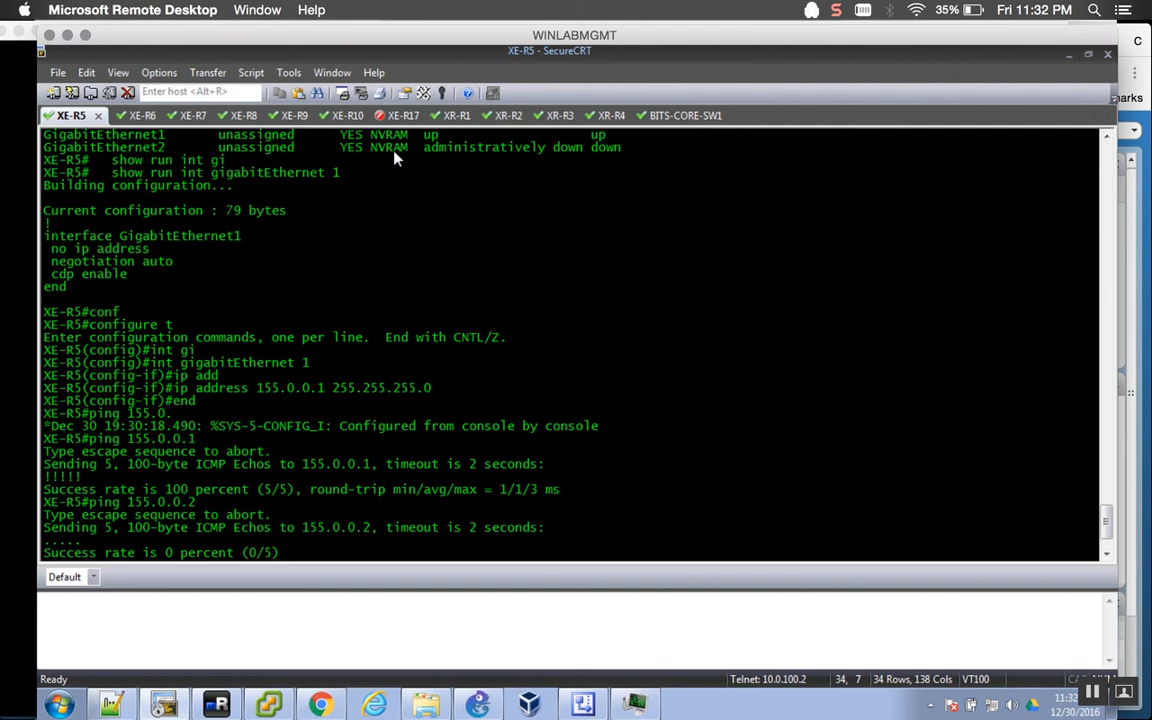 Microsoft Remote Desktop Window Help 35% Fri 11:32 PM
WINLABMGMT
XE-R5 - SecureCRT
C
File Edit View Options Transfer Script Tools Window Help
Enter host <Alt+R>
arks
XE-R5 XE-R6 XE-R7 XE-R8 XE-R9 XE-R10 XE-R17 XR-R1 XR-R2 XR-R3 XR-R4 BITS-CORE-SW1
GigabitEthernet1 unassigned YES NVRAM up up
GigabitEthernet2 unassigned YES NVRAM administratively down down
XE-R5# show run int gi
XE-R5# show run int gigabitEthernet 1
Building configuration...
Current configuration : 79 bytes
!
interface GigabitEthernet1
no ip address
negotiation auto
cdp enable
end
XE-R5#conf
XE-R5#configure t
Enter configuration commands, one per line. End with CNTL/Z.
XE-R5(config)#int gi
XE-R5(config)#int gigabitEthernet 1
XE-R5(config-if)#ip add
XE-R5(config-if)#ip address 155.0.0.1 255.255.255.0
XE-R5(config-if)#end
XE-R5#ping 155.0.
*Dec 30 19:30:18.490: %SYS-5-CONFIG_I: Configured from console by console
XE-R5#ping 155.0.0.1
Type escape sequence to abort.
Sending 5, 100-byte ICMP Echos to 155.0.0.1, timeout is 2 seconds:
!!!!!
Success rate is 100 percent (5/5), round-trip min/avg/max = 1/1/3 ms
XE-R5#ping 155.0.0.2
Type escape sequence to abort.
Sending 5, 100-byte ICMP Echos to 155.0.0.2, timeout is 2 seconds:
.....
Success rate is 0 percent (0/5)
Default
Ready Telnet: 10.0.100.2 34, 7 34 Rows, 138 Cols VT100
11:32
12/30/2016